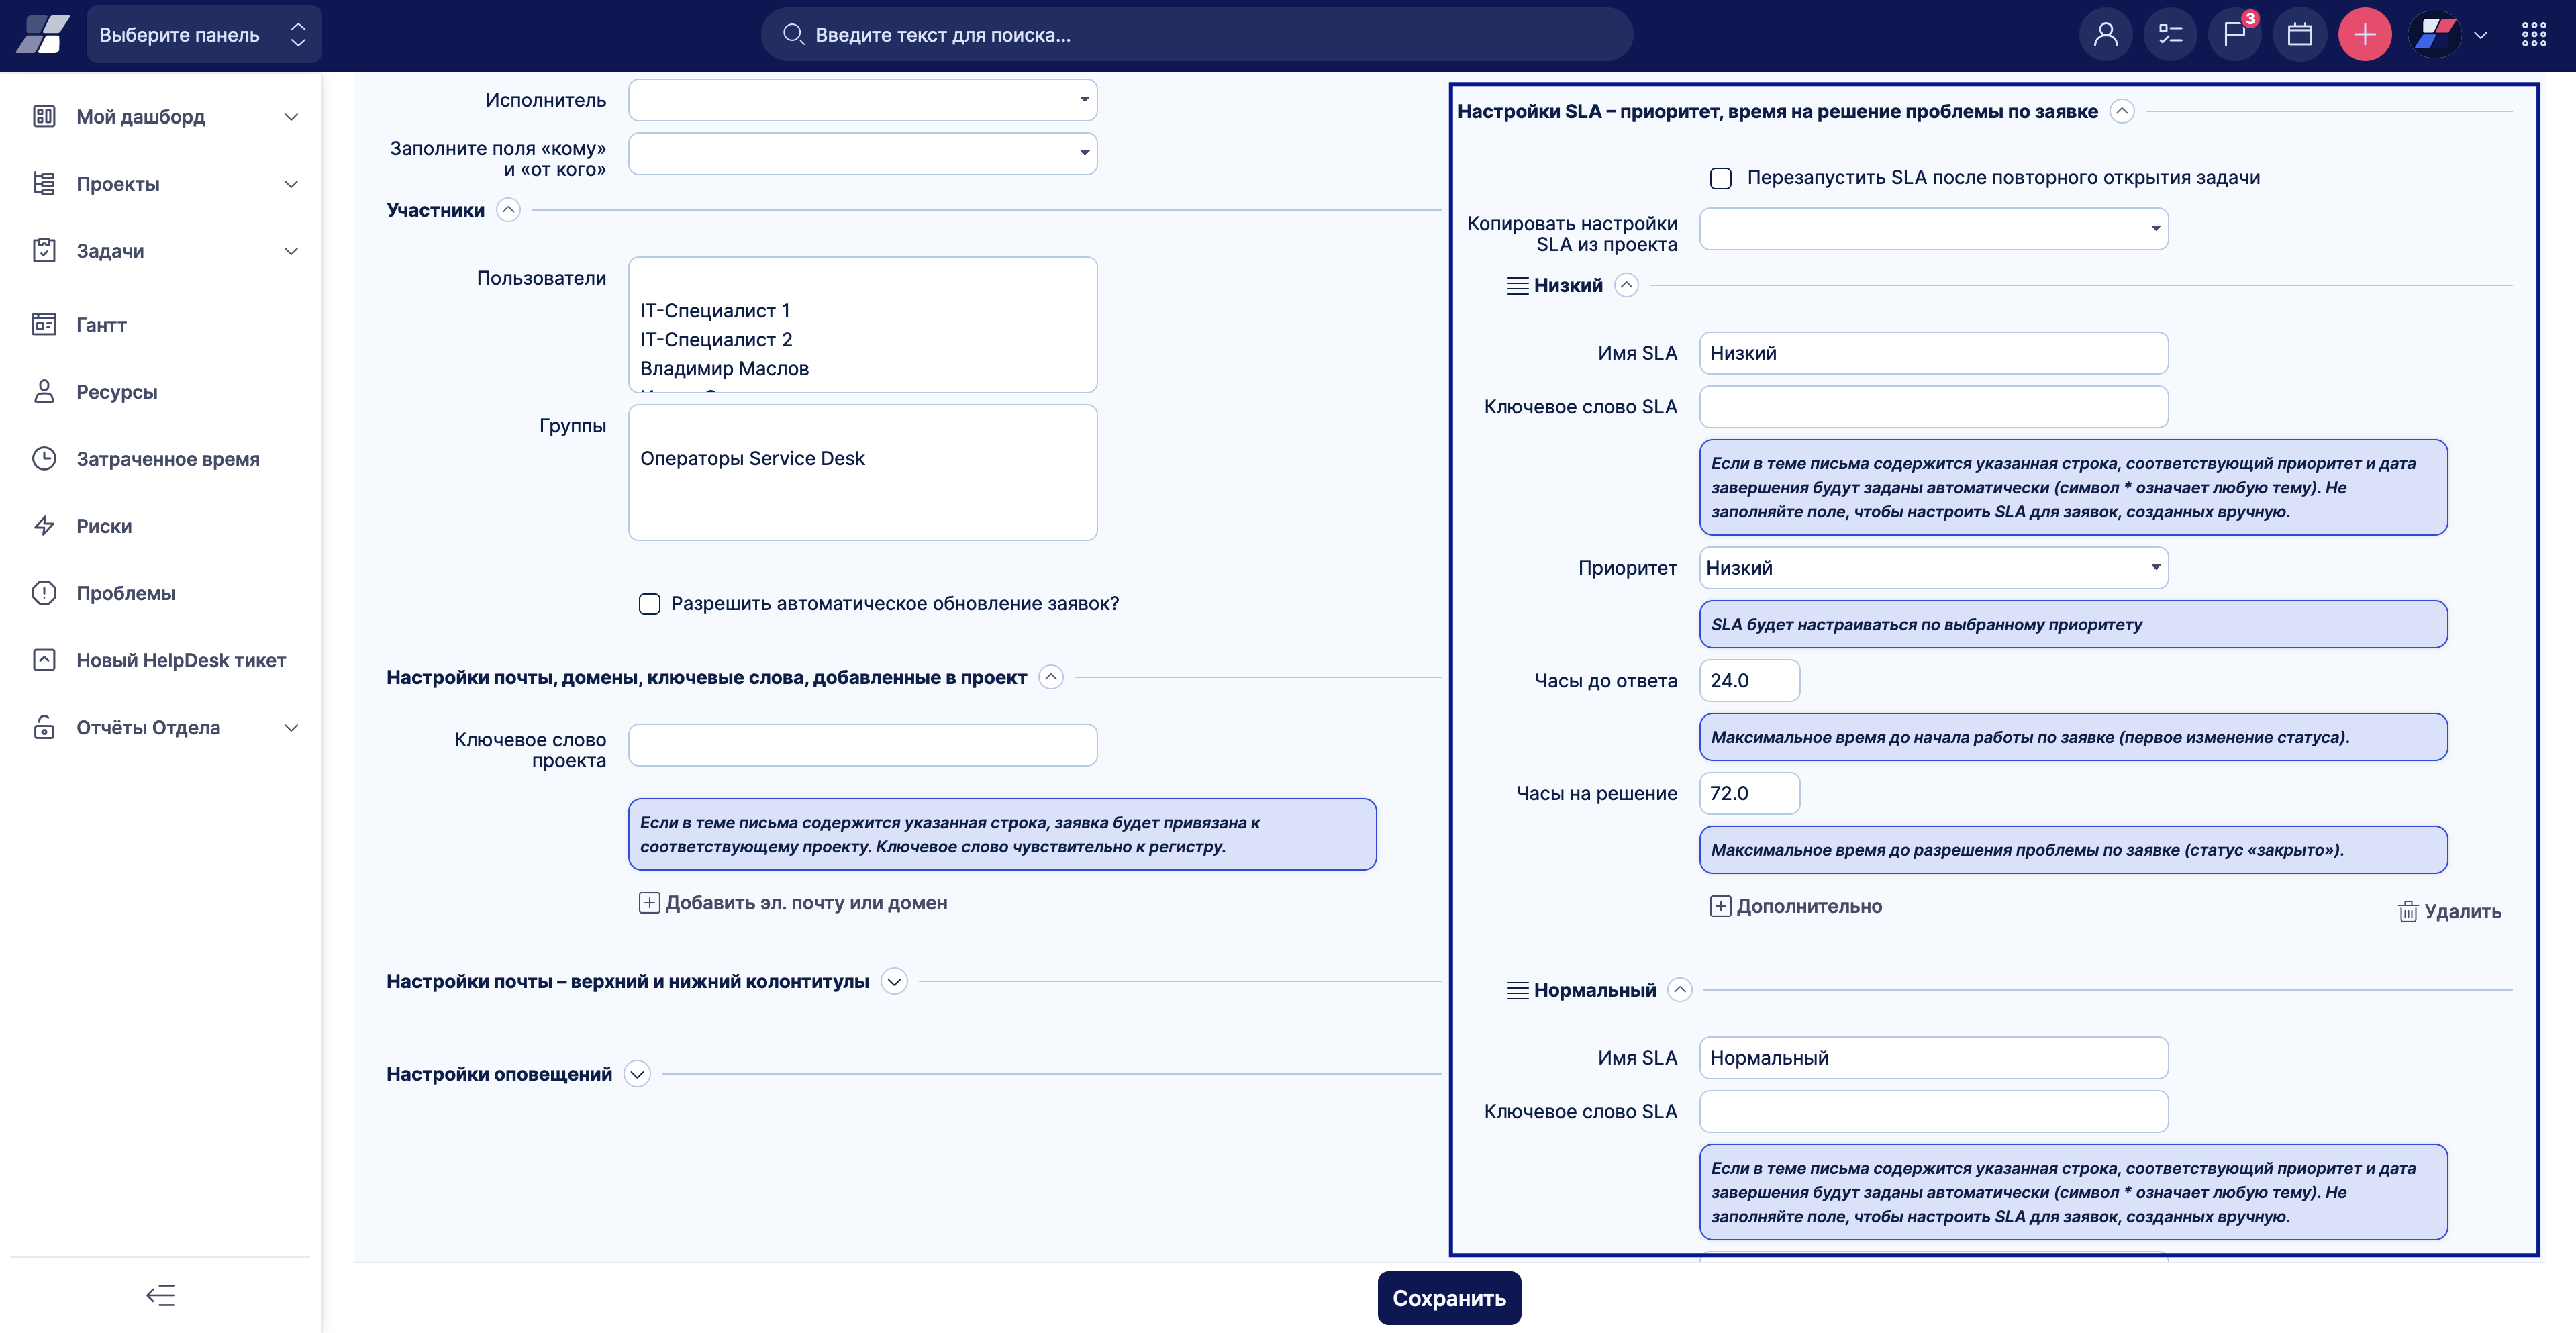 Выберите панель
Введите текст для поиска...
3
Мой дашборд
Проекты
Задачи
Гантт
Ресурсы
Затраченное время
Риски
Проблемы
Новый HelpDesk тикет
Отчёты Отдела
Исполнитель
Заполните поля «кому»
и «от кого»
Участники
Пользователи
IT-Специалист 1
IT-Специалист 2
Владимир Маслов
Группы
Операторы Service Desk
Разрешить автоматическое обновление заявок?
Настройки почты, домены, ключевые слова, добавленные в проект
Ключевое слово
проекта
Если в теме письма содержится указанная строка, заявка будет привязана к
соответствующему проекту. Ключевое слово чувствительно к регистру.
Добавить эл. почту или домен
Настройки почты – верхний и нижний колонтитулы
Настройки оповещений
Настройки SLA – приоритет, время на решение проблемы по заявке
Перезапустить SLA после повторного открытия задачи
Копировать настройки
SLA из проекта
Низкий
Имя SLA
Низкий
Ключевое слово SLA
Если в теме письма содержится указанная строка, соответствующий приоритет и дата
завершения будут заданы автоматически (символ * означает любую тему). Не
заполняйте поле, чтобы настроить SLA для заявок, созданных вручную.
Приоритет
Низкий
SLA будет настраиваться по выбранному приоритету
Часы до ответа
24.0
Максимальное время до начала работы по заявке (первое изменение статуса).
Часы на решение
72.0
Максимальное время до разрешения проблемы по заявке (статус «закрыто»).
Дополнительно
Удалить
Нормальный
Имя SLA
Нормальный
Ключевое слово SLA
Если в теме письма содержится указанная строка, соответствующий приоритет и дата
завершения будут заданы автоматически (символ * означает любую тему). Не
заполняйте поле, чтобы настроить SLA для заявок, созданных вручную.
Сохранить